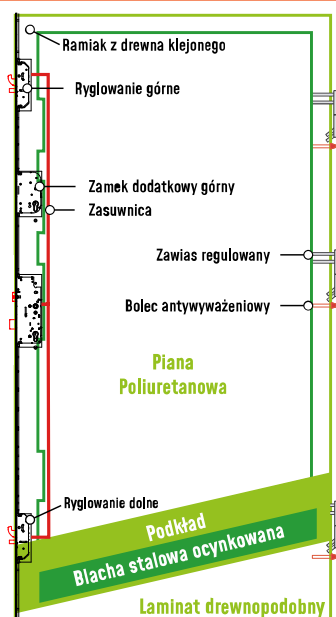 Ramiak z drewna klejonego
Ryglowanie górne
Zamek dodatkowy górny
Zasuwnica
Zawias regulowany
Bolec antywyważeniowy
Piana
Poliuretanowa
Ryglowanie dolne
Podkład
Blacha stalowa ocynkowana
Laminat drewnopodobny